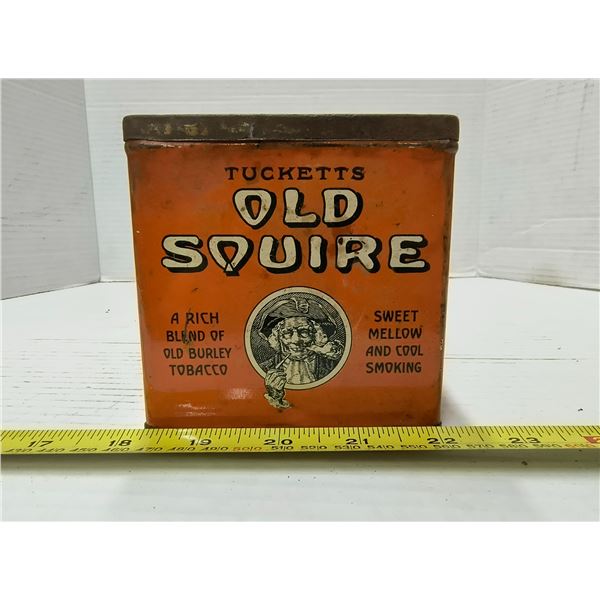 TUCKETTS
OLD
SQUIRE
A RICH
BLEND OF
OLD BURLEY
TOBACCO
SWEET
MELLOW
AND COOL
SMOKING
17 18 19 20 21 22 23